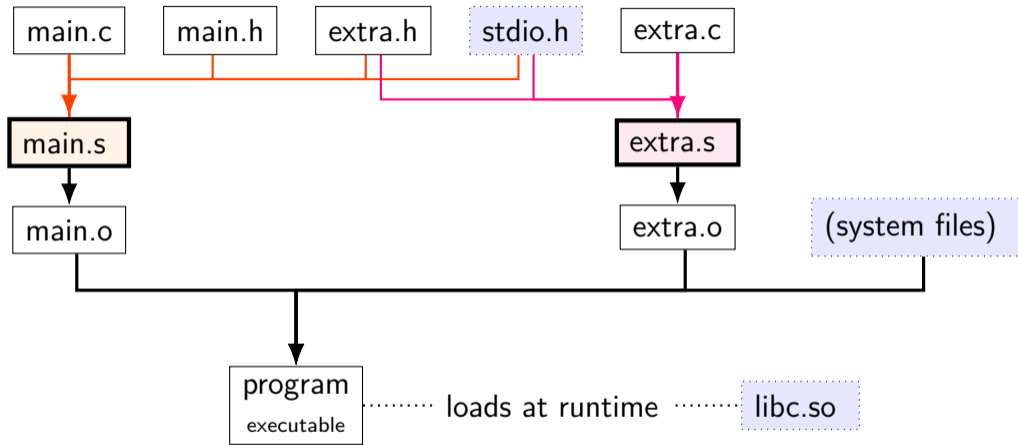 main.c
main.h
extra.h
stdio.h
extra.c
main.s
extra.s
main.o
extra.o
(system files)
program
executable
loads at runtime
libc.so